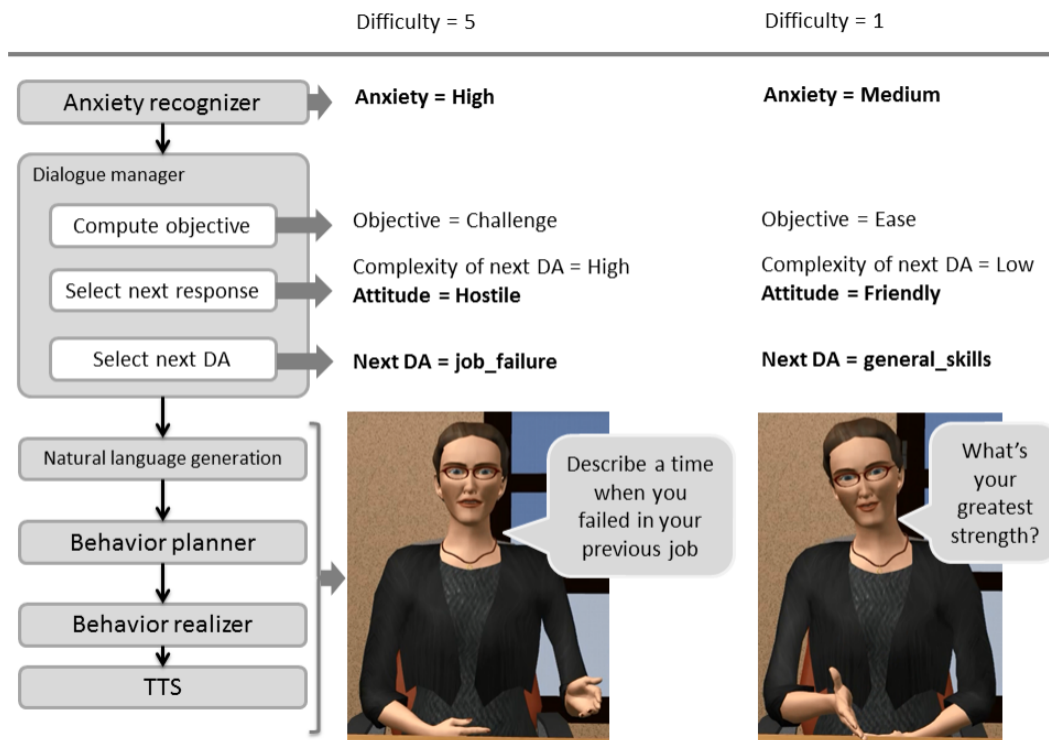 Difficulty = 5
Difficulty = 1
Anxiety recognizer
Anxiety = High
Anxiety = Medium
Dialogue manager
Compute objective
Objective = Challenge
Objective = Ease
Select next response
Complexity of next DA = High
Attitude = Hostile
Complexity of next DA = Low
Attitude = Friendly
Select next DA
Next DA = job_failure
Next DA = general_skills
Natural language generation
Behavior planner
Behavior realizer
TTS
Describe a time
when you
failed in your
previous job
What's
your
greatest
strength?